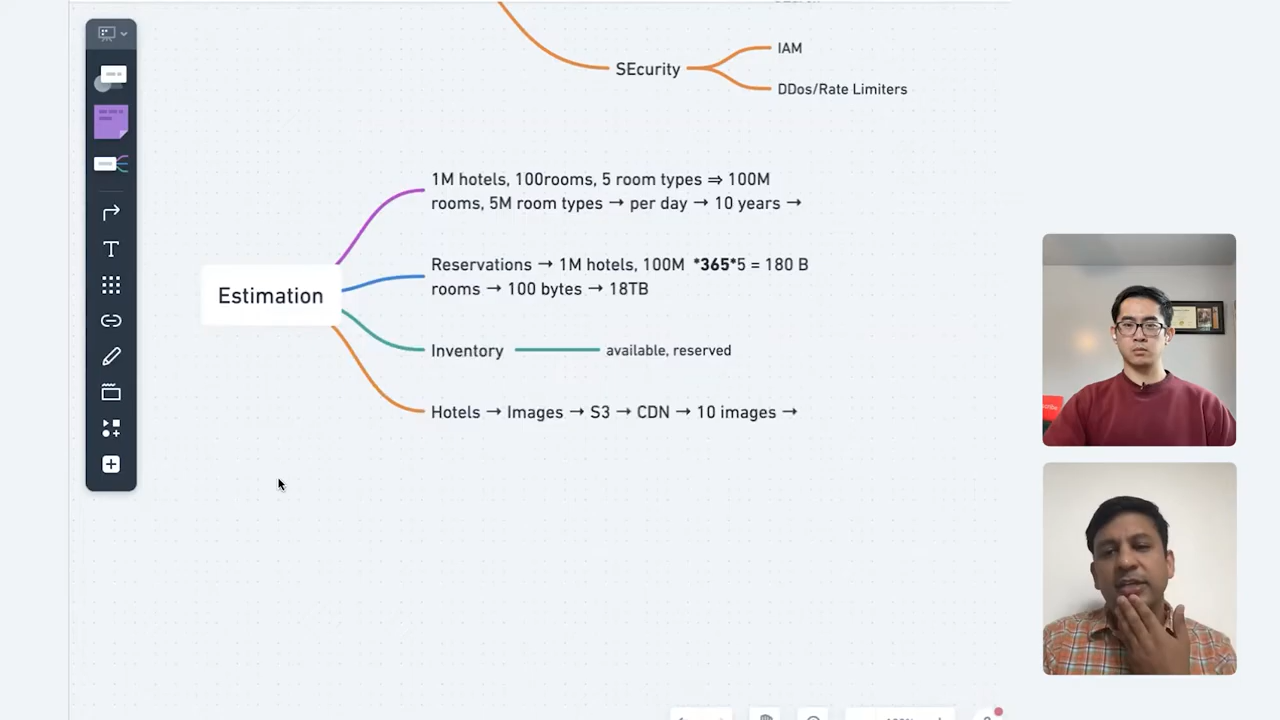 SEcurity
IAM
DDos/Rate Limiters
1M hotels, 100rooms, 5 room types ⇒ 100M
rooms, 5M room types → per day → 10 years →
Reservations → 1M hotels, 100M *365*5 = 180 B
rooms → 100 bytes → 18TB
Estimation
Inventory
available, reserved
Hotels → Images → S3 → CDN → 10 images →
T